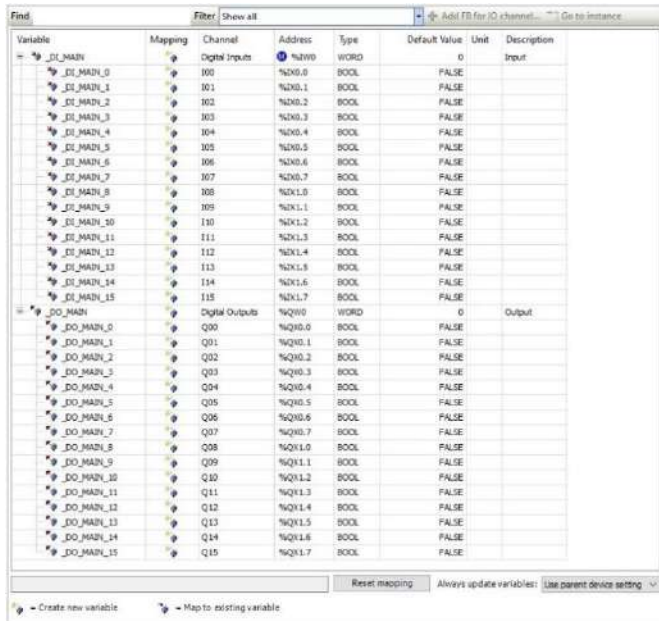 Find Filter Show all Add FB for IO channel... Go to instance
Variable Mapping Channel Address Type Default Value Unit Description
_DI_MAIN Digital Inputs %IW0 WORD 0 Input
_DI_MAIN_0 I00 %IX0.0 BOOL FALSE
_DI_MAIN_1 I01 %IX0.1 BOOL FALSE
_DI_MAIN_2 I02 %IX0.2 BOOL FALSE
_DI_MAIN_3 I03 %IX0.3 BOOL FALSE
_DI_MAIN_4 I04 %IX0.4 BOOL FALSE
_DI_MAIN_5 I05 %IX0.5 BOOL FALSE
_DI_MAIN_6 I06 %IX0.6 BOOL FALSE
_DI_MAIN_7 I07 %IX0.7 BOOL FALSE
_DI_MAIN_8 I08 %IX1.0 BOOL FALSE
_DI_MAIN_9 I09 %IX1.1 BOOL FALSE
_DI_MAIN_10 I10 %IX1.2 BOOL FALSE
_DI_MAIN_11 I11 %IX1.3 BOOL FALSE
_DI_MAIN_12 I12 %IX1.4 BOOL FALSE
_DI_MAIN_13 I13 %IX1.5 BOOL FALSE
_DI_MAIN_14 I14 %IX1.6 BOOL FALSE
_DI_MAIN_15 I15 %IX1.7 BOOL FALSE
_DO_MAIN Digital Outputs %QW0 WORD 0 Output
_DO_MAIN_0 Q00 %QX0.0 BOOL FALSE
_DO_MAIN_1 Q01 %QX0.1 BOOL FALSE
_DO_MAIN_2 Q02 %QX0.2 BOOL FALSE
_DO_MAIN_3 Q03 %QX0.3 BOOL FALSE
_DO_MAIN_4 Q04 %QX0.4 BOOL FALSE
_DO_MAIN_5 Q05 %QX0.5 BOOL FALSE
_DO_MAIN_6 Q06 %QX0.6 BOOL FALSE
_DO_MAIN_7 Q07 %QX0.7 BOOL FALSE
_DO_MAIN_8 Q08 %QX1.0 BOOL FALSE
_DO_MAIN_9 Q09 %QX1.1 BOOL FALSE
_DO_MAIN_10 Q10 %QX1.2 BOOL FALSE
_DO_MAIN_11 Q11 %QX1.3 BOOL FALSE
_DO_MAIN_12 Q12 %QX1.4 BOOL FALSE
_DO_MAIN_13 Q13 %QX1.5 BOOL FALSE
_DO_MAIN_14 Q14 %QX1.6 BOOL FALSE
_DO_MAIN_15 Q15 %QX1.7 BOOL FALSE
Reset mapping Always update variables: Use parent device setting
= Create new variable = Map to existing variable